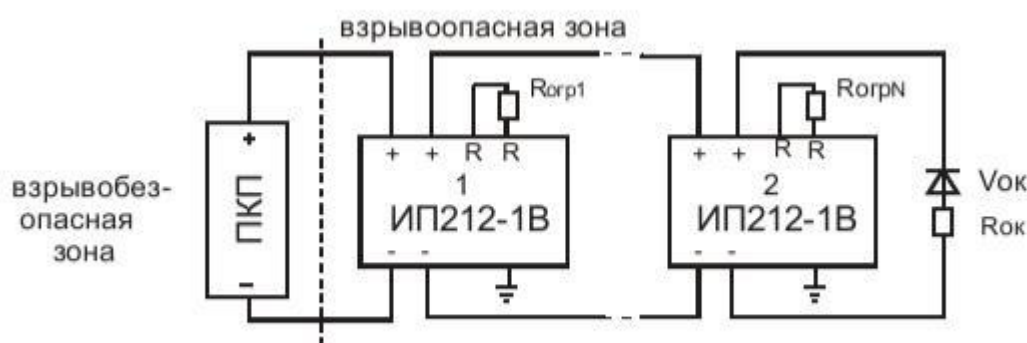 взрывоопасная зона
взрывобез-
опасная
зона
+
ПКП
-
Rогр1
+ + R R
1
ИП212-1В
- -
RогрN
+ + R R
2
ИП212-1В
- -
Vок
Rок